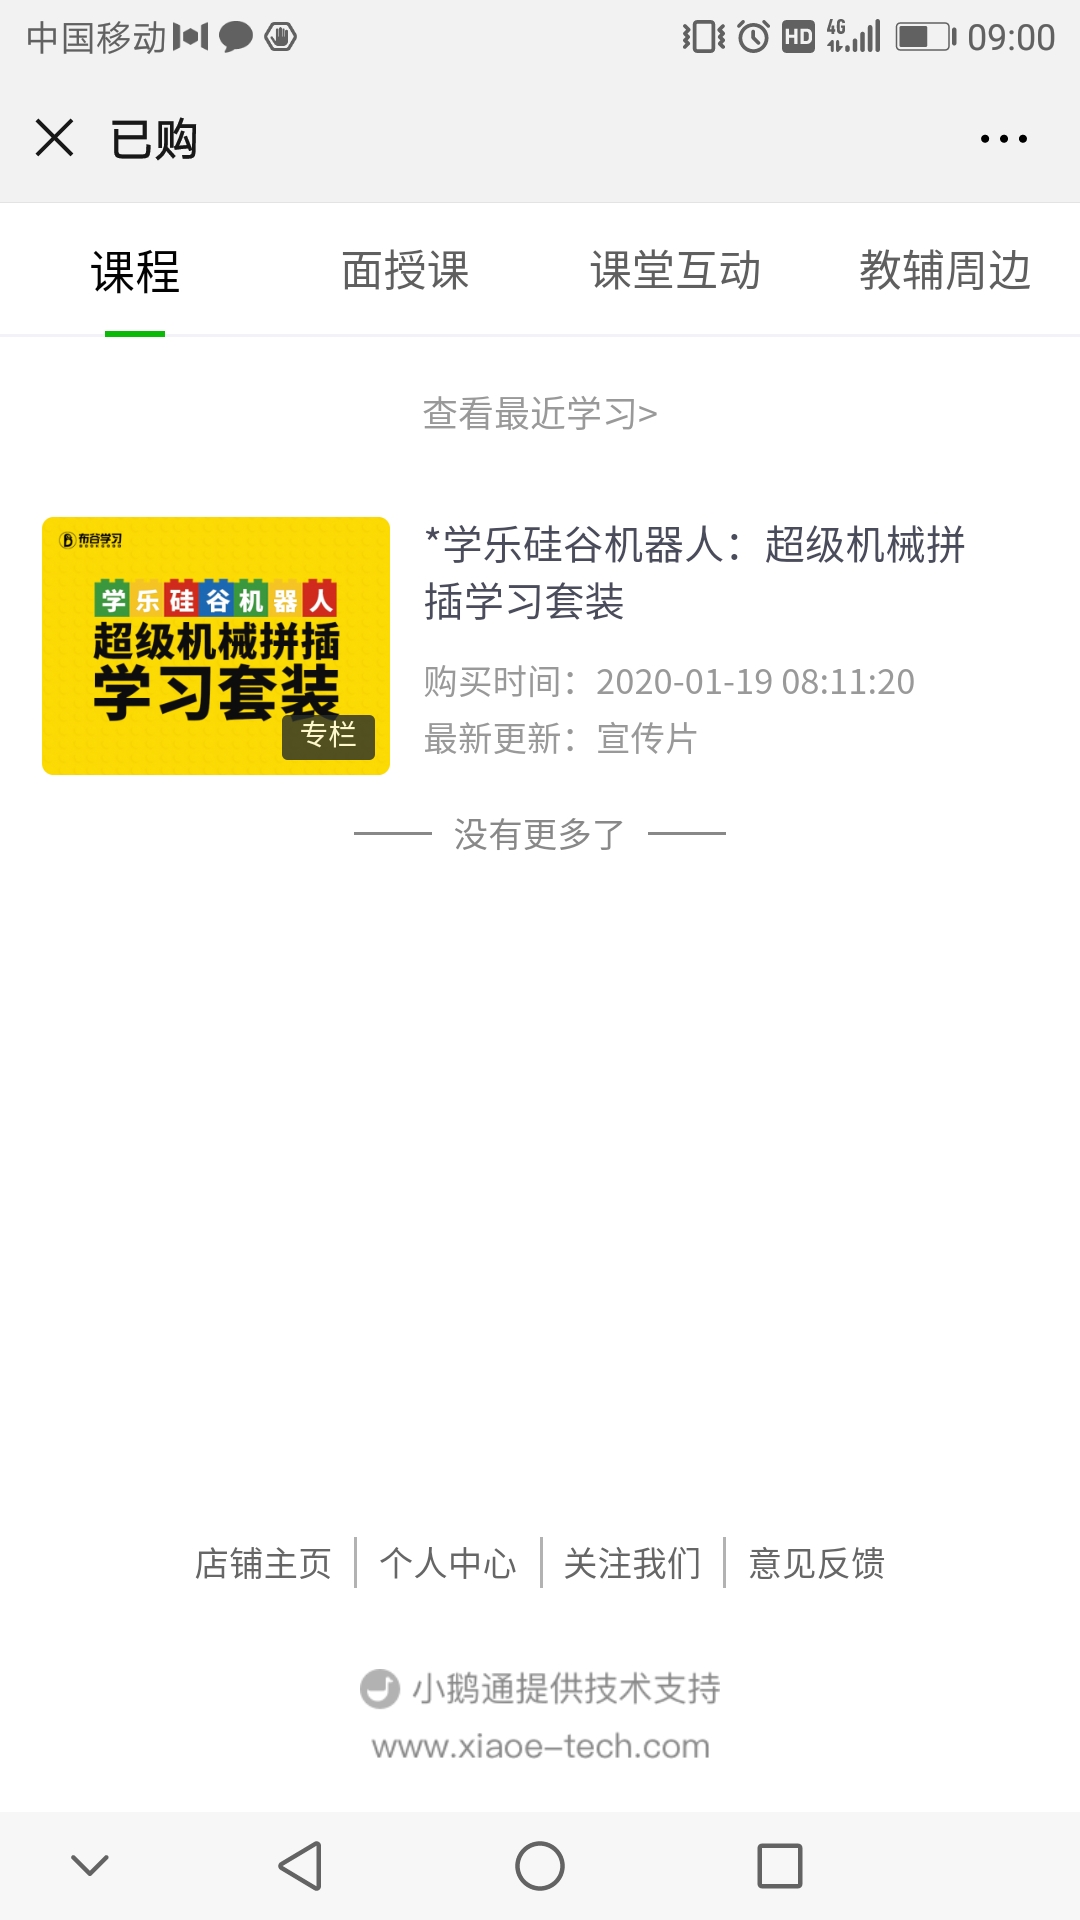 中国移动 HD 4G 09:00
已购
课程 面授课 课堂互动 教辅周边
查看最近学习>
布谷学习
学乐硅谷机器人
超级机械拼插
学习套装
专栏
*学乐硅谷机器人：超级机械拼
插学习套装
购买时间：2020-01-19 08:11:20
最新更新：宣传片
没有更多了
店铺主页 个人中心 关注我们 意见反馈
小鹅通提供技术支持
www.xiaoe-tech.com